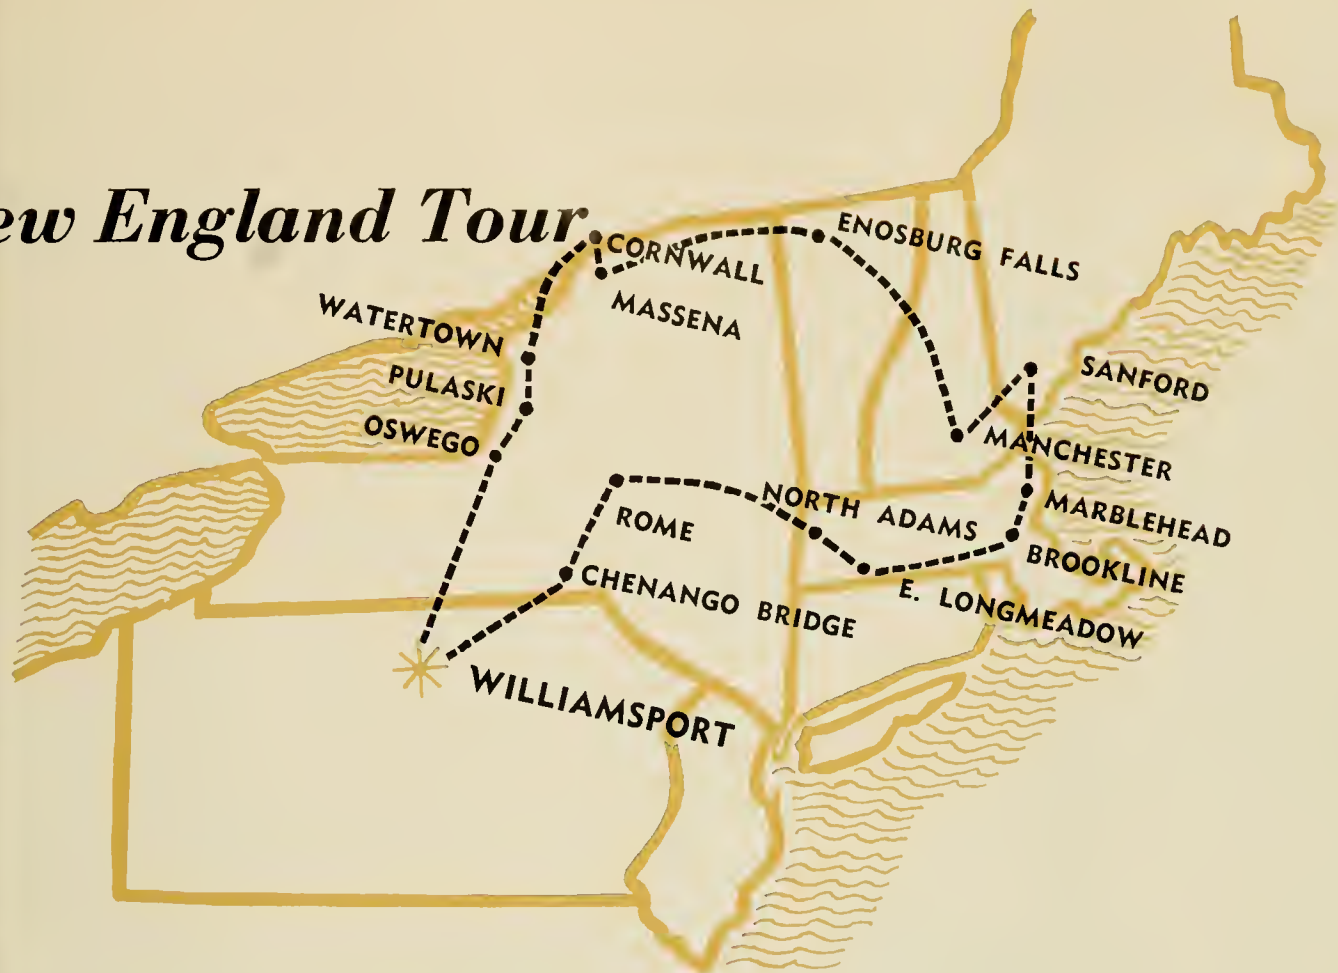 ew England Tour
CORNWALL
ENOSBURG FALLS
MASSENA
WATERTOWN
PULASKI
OSWEGO
SANFORD
MANCHESTER
NORTH ADAMS
MARBLEHEAD
ROME
BROOKLINE
CHENANGO BRIDGE
E. LONGMEADOW
WILLIAMSPORT